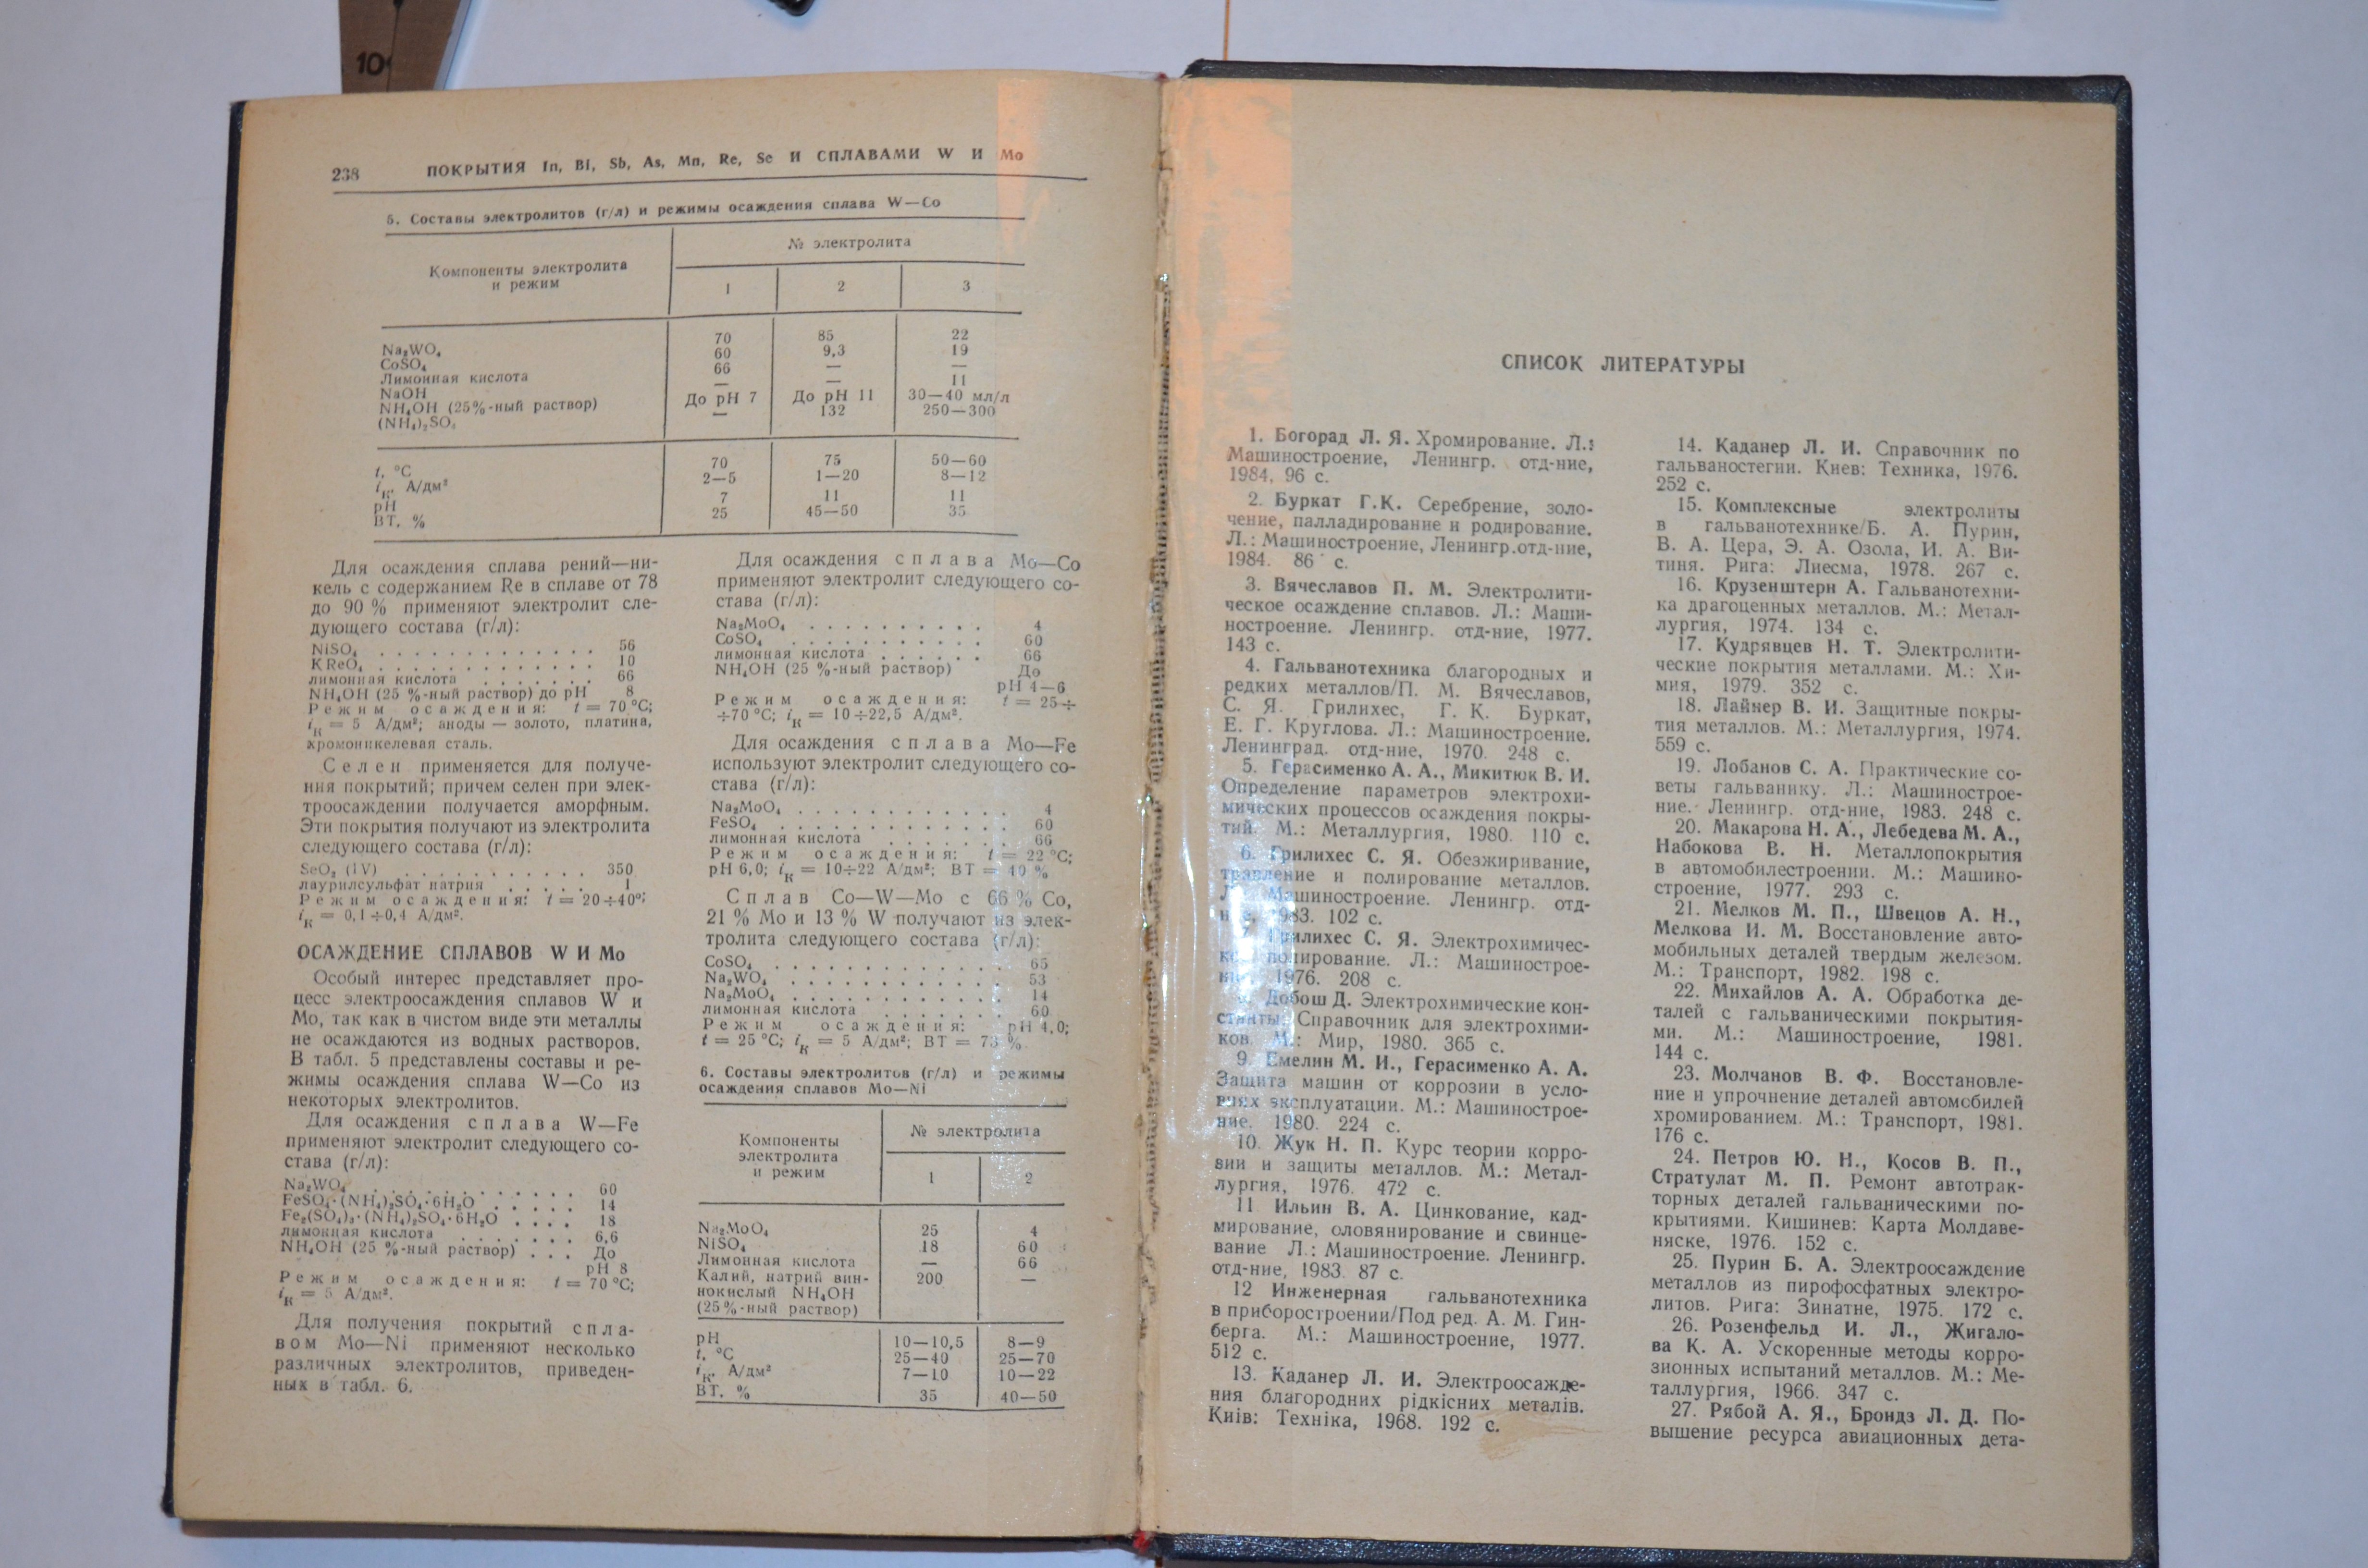 10
238 ПОКРЫТИЯ In, Bi, Sb, As, Mn, Re, Se И СПЛАВАМИ W И Mo
5. Составы электролитов (г/л) и режимы осаждения сплава W—Co
Компоненты электролита
и режим
№ электролита
1 2 3
Na₂WO₄ 70 85 22
CoSO₄ 60 9,3 19
Лимонная кислота 66 — —
NaOH — — 11
NH₄OH (25%-ный раствор) До pH 7 До pH 11 30—40 мл/л
(NH₄)₂SO₄ — 132 250—300
t, °C 70 75 50—60
iк, А/дм² 2—5 1—20 8—12
pH 7 11 11
ВТ, % 25 45—50 35
Для осаждения сплава рений—ни-
кель с содержанием Re в сплаве от 78
до 90 % применяют электролит сле-
дующего состава (г/л):
NiSO₄ . . . . . . . . . . . . . 56
KReO₄ . . . . . . . . . . . . . 10
лимонная кислота . . . . . . . 66
NH₄OH (25 %-ный раствор) до pH 8
Режим осаждения: t = 70 °C;
iк = 5 А/дм²; аноды — золото, платина,
хромоникелевая сталь.
Селен применяется для получе-
ния покрытий; причем селен при элек-
троосаждении получается аморфным.
Эти покрытия получают из электролита
следующего состава (г/л):
SeO₂ (IV) . . . . . . . . . . . 350
лаурилсульфат натрия . . . . . 1
Режим осаждения: t = 20÷40°;
iк = 0,1÷0,4 А/дм².
ОСАЖДЕНИЕ СПЛАВОВ W И Mo
Особый интерес представляет про-
цесс электроосаждения сплавов W и
Mo, так как в чистом виде эти металлы
не осаждаются из водных растворов.
В табл. 5 представлены составы и ре-
жимы осаждения сплава W—Co из
некоторых электролитов.
Для осаждения сплава W—Fe
применяют электролит следующего со-
става (г/л):
Na₂WO₄ . . . . . . . . . . . . 60
FeSO₄·(NH₄)₂SO₄·6H₂O . . . . . 14
Fe₂(SO₄)₃·(NH₄)₂SO₄·6H₂O . . . . 18
лимонная кислота . . . . . . . 6,6
NH₄OH (25 %-ный раствор) . . . До
pH 8
Режим осаждения: t = 70 °C;
iк = 5 А/дм².
Для получения покрытий спла-
вом Mo—Ni применяют несколько
различных электролитов, приведен-
ных в табл. 6.
Для осаждения сплава Mo—Co
применяют электролит следующего со-
става (г/л):
Na₂MoO₄ . . . . . . . . . . 4
CoSO₄ . . . . . . . . . . . 60
лимонная кислота . . . . . . 66
NH₄OH (25 %-ный раствор) До
pH 4—6
Режим осаждения: t = 25÷
÷70 °C; iк = 10÷22,5 А/дм².
Для осаждения сплава Mo—Fe
используют электролит следующего со-
става (г/л):
Na₂MoO₄ . . . . . . . . . . . . 4
FeSO₄ . . . . . . . . . . . . . 60
лимонная кислота . . . . . . . 66
Режим осаждения: t = 22 °C;
pH 6,0; iк = 10÷22 А/дм²; ВТ = 40 %
Сплав Co—W—Mo с 66 % Co,
21 % Mo и 13 % W получают из элек-
тролита следующего состава (г/л):
CoSO₄ . . . . . . . . . . . . . 65
Na₂WO₄ . . . . . . . . . . . . 53
Na₂MoO₄ . . . . . . . . . . . . 14
лимонная кислота . . . . . . . 60
Режим осаждения: pH 4,0;
t = 25 °C; iк = 5 А/дм²; ВТ = 73 %.
6. Составы электролитов (г/л) и режимы
осаждения сплавов Mo—Ni
Компоненты
электролита
и режим
№ электролита
1 2
Na₂MoO₄ 25 4
NiSO₄ 18 60
Лимонная кислота — 66
Калий, натрий вин- 200 —
нокислый NH₄OH
(25%-ный раствор)
pH 10—10,5 8—9
t, °C 25—40 25—70
iк, А/дм² 7—10 10—22
ВТ, % 35 40—50
СПИСОК ЛИТЕРАТУРЫ
1. Богорад Л. Я. Хромирование. Л.:
Машиностроение, Ленингр. отд-ние,
1984. 96 с.
2. Буркат Г.К. Серебрение, золо-
чение, палладирование и родирование.
Л.: Машиностроение, Ленингр.отд-ние,
1984. 86 с.
3. Вячеславов П. М. Электролити-
ческое осаждение сплавов. Л.: Маши-
ностроение. Ленингр. отд-ние, 1977.
143 с.
4. Гальванотехника благородных и
редких металлов/П. М. Вячеславов,
С. Я. Грилихес, Г. К. Буркат,
Е. Г. Круглова. Л.: Машиностроение.
Ленинград. отд-ние, 1970. 248 с.
5. Герасименко А. А., Микитюк В. И.
Определение параметров электрохи-
мических процессов осаждения покры-
тий. М.: Металлургия, 1980. 110 с.
6. Грилихес С. Я. Обезжиривание,
травление и полирование металлов.
Машиностроение. Ленингр. отд-
102 с.
Грилихес С. Я. Электрохимичес-
полирование. Л.: Машинострое-
1976. 208 с.
Добош Д. Электрохимические кон-
станты. Справочник для электрохими-
ков. М.: Мир, 1980. 365 с.
9. Емелин М. И., Герасименко А. А.
Защита машин от коррозии в усло-
виях эксплуатации. М.: Машинострое-
ние. 1980. 224 с.
10. Жук Н. П. Курс теории корро-
зии и защиты металлов. М.: Метал-
лургия, 1976. 472 с.
11 Ильин В. А. Цинкование, кад-
мирование, оловянирование и свинце-
вание Л.: Машиностроение. Ленингр.
отд-ние, 1983. 87 с.
12 Инженерная гальванотехника
в приборостроении/Под ред. А. М. Гин-
берга. М.: Машиностроение, 1977.
512 с.
13. Каданер Л. И. Электроосажде-
ния благородних рідкісних металів.
Київ: Техніка, 1968. 192 с.
14. Каданер Л. И. Справочник по
гальваностегии. Киев: Техника, 1976.
252 с.
15. Комплексные электролиты
в гальванотехнике/Б. А. Пурин,
В. А. Цера, Э. А. Озола, И. А. Ви-
тиня. Рига: Лиесма, 1978. 267 с.
16. Крузенштерн А. Гальванотехни-
ка драгоценных металлов. М.: Метал-
лургия, 1974. 134 с.
17. Кудрявцев Н. Т. Электролити-
ческие покрытия металлами. М.: Хи-
мия, 1979. 352 с.
18. Лайнер В. И. Защитные покры-
тия металлов. М.: Металлургия, 1974.
559 с.
19. Лобанов С. А. Практические со-
веты гальванику. Л.: Машинострое-
ние. Ленингр. отд-ние, 1983. 248 с.
20. Макарова Н. А., Лебедева М. А.,
Набокова В. Н. Металлопокрытия
в автомобилестроении. М.: Машино-
строение, 1977. 293 с.
21. Мелков М. П., Швецов А. Н.,
Мелкова И. М. Восстановление авто-
мобильных деталей твердым железом.
М.: Транспорт, 1982. 198 с.
22. Михайлов А. А. Обработка де-
талей с гальваническими покрытия-
ми. М.: Машиностроение, 1981.
144 с.
23. Молчанов В. Ф. Восстановле-
ние и упрочнение деталей автомобилей
хромированием. М.: Транспорт, 1981.
176 с.
24. Петров Ю. Н., Косов В. П.,
Стратулат М. П. Ремонт автотрак-
торных деталей гальваническими по-
крытиями. Кишинев: Карта Молдаве-
няске, 1976. 152 с.
25. Пурин Б. А. Электроосаждение
металлов из пирофосфатных электро-
литов. Рига: Зинатне, 1975. 172 с.
26. Розенфельд И. Л., Жигало-
ва К. А. Ускоренные методы корро-
зионных испытаний металлов. М.: Ме-
таллургия, 1966. 347 с.
27. Рябой А. Я., Брондз Л. Д. По-
вышение ресурса авиационных дета-